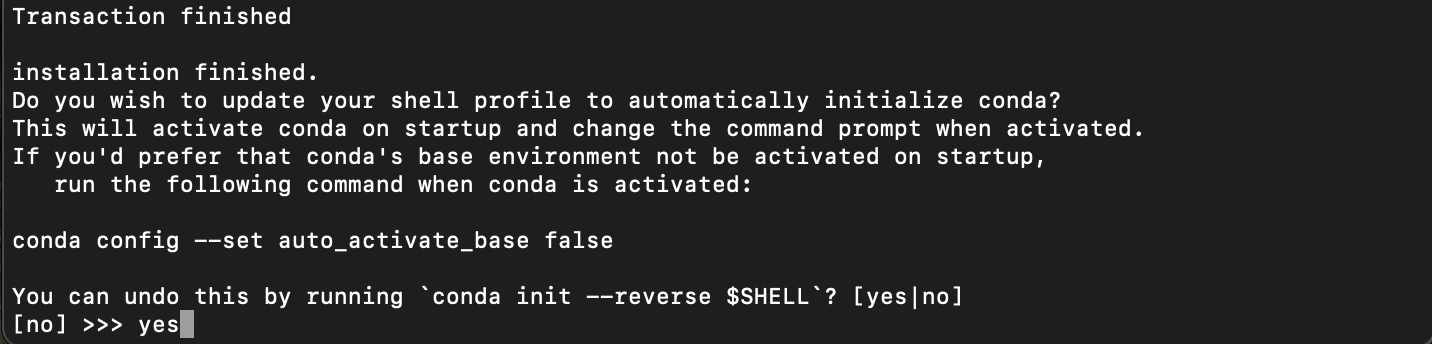 Transaction finished
installation finished.
Do you wish to update your shell profile to automatically initialize conda?
This will activate conda on startup and change the command prompt when activated.
If you'd prefer that conda's base environment not be activated on startup,
   run the following command when conda is activated:
conda config --set auto_activate_base false
You can undo this by running `conda init --reverse $SHELL`? [yes|no]
[no] >>> yes